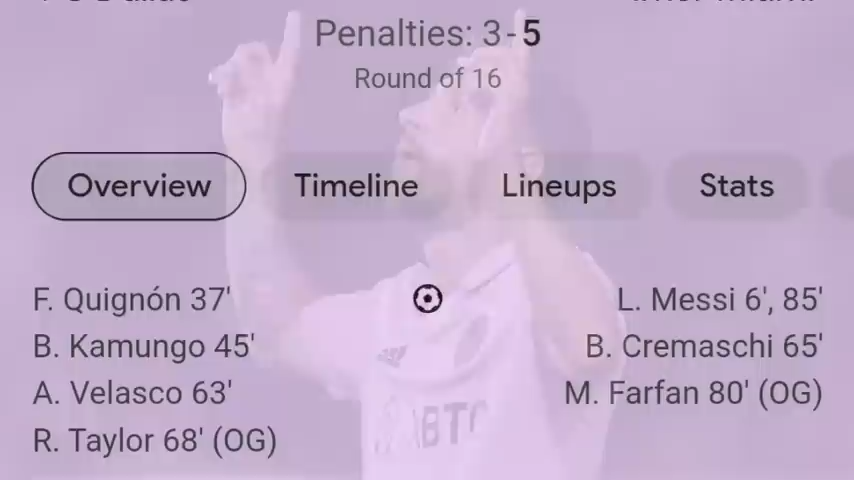 Penalties: 3-5
Round of 16
Overview Timeline Lineups Stats
F. Quignón 37' L. Messi 6', 85'
B. Kamungo 45' B. Cremaschi 65'
A. Velasco 63' M. Farfan 80' (OG)
R. Taylor 68' (OG)